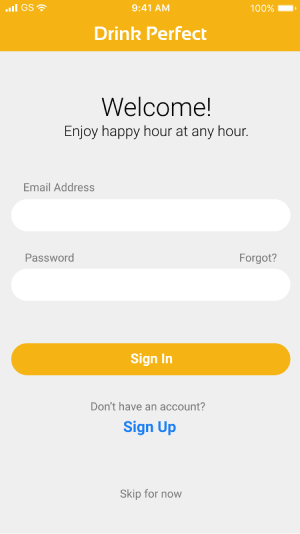 GS 9:41 AM 100%
Drink Perfect
Welcome!
Enjoy happy hour at any hour.
Email Address
Password Forgot?
Sign In
Don't have an account?
Sign Up
Skip for now